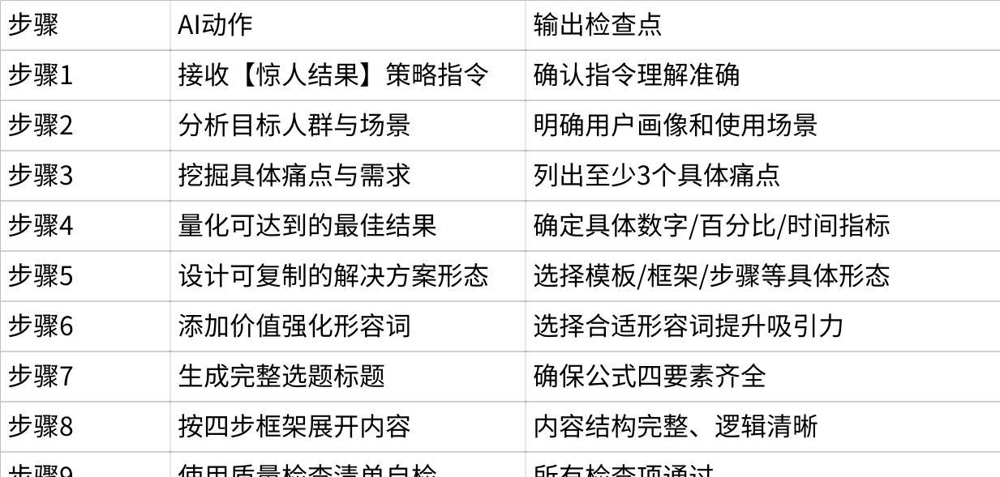 步骤 AI动作 输出检查点
步骤1 接收【惊人结果】策略指令 确认指令理解准确
步骤2 分析目标人群与场景 明确用户画像和使用场景
步骤3 挖掘具体痛点与需求 列出至少3个具体痛点
步骤4 量化可达到的最佳结果 确定具体数字/百分比/时间指标
步骤5 设计可复制的解决方案形态 选择模板/框架/步骤等具体形态
步骤6 添加价值强化形容词 选择合适形容词提升吸引力
步骤7 生成完整选题标题 确保公式四要素齐全
步骤8 按四步框架展开内容 内容结构完整、逻辑清晰
步骤9 使用质量检查清单自检 所有检查项通过